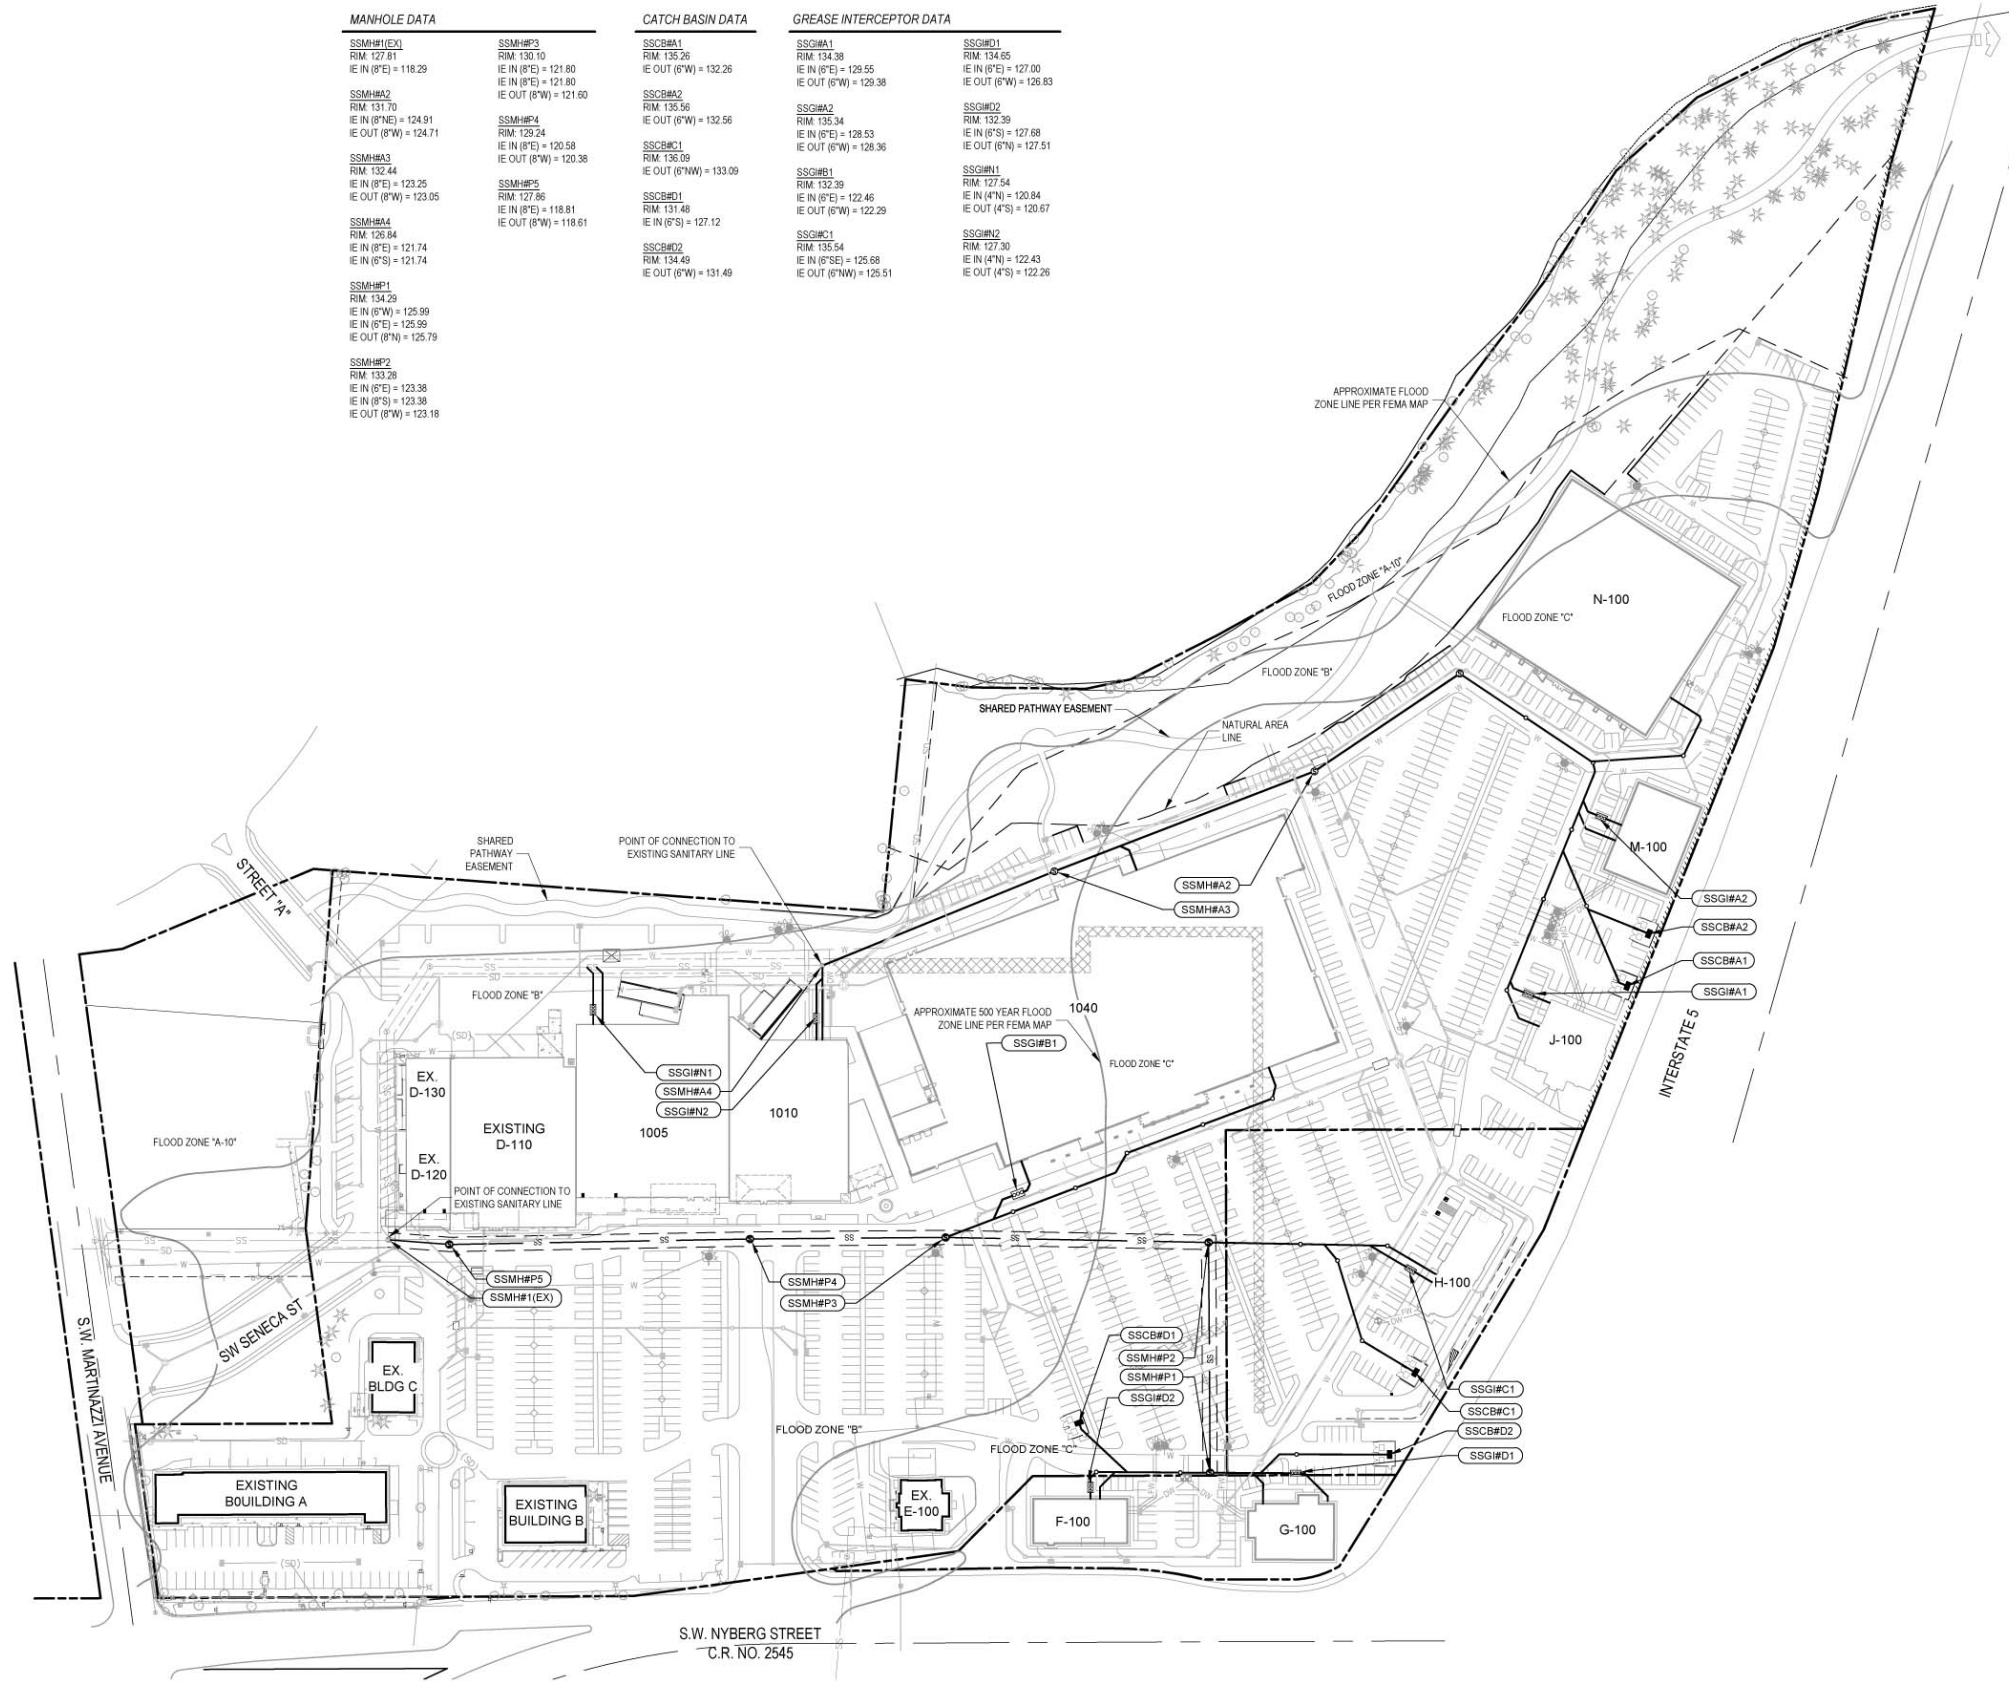 MANHOLE DATA
SSMH#1(EX)
RIM: 127.81
IE IN (8"E) = 118.29
SSMH#A2
RIM: 131.70
IE IN (8"NE) = 124.91
IE OUT (8"W) = 124.71
SSMH#A3
RIM: 132.44
IE IN (8"E) = 123.25
IE OUT (8"W) = 123.05
SSMH#A4
RIM: 126.84
IE IN (8"E) = 121.74
IE IN (6"S) = 121.74
SSMH#P1
RIM: 134.29
IE IN (6"W) = 125.99
IE IN (6"E) = 125.99
IE OUT (8"N) = 125.79
SSMH#P2
RIM: 133.28
IE IN (6"E) = 123.38
IE IN (8"S) = 123.38
IE OUT (8"W) = 123.18
SSMH#P3
RIM: 130.10
IE IN (8"E) = 121.80
IE IN (8"E) = 121.80
IE OUT (8"W) = 121.60
SSMH#P4
RIM: 129.24
IE IN (8"E) = 120.58
IE OUT (8"W) = 120.38
SSMH#P5
RIM: 127.86
IE IN (8"E) = 118.81
IE OUT (8"W) = 118.61
CATCH BASIN DATA
SSCB#A1
RIM: 135.26
IE OUT (6"W) = 132.26
SSCB#A2
RIM: 135.56
IE OUT (6"W) = 132.56
SSCB#C1
RIM: 136.09
IE OUT (6"NW) = 133.09
SSCB#D1
RIM: 131.48
IE IN (6"S) = 127.12
SSCB#D2
RIM: 134.49
IE OUT (6"W) = 131.49
GREASE INTERCEPTOR DATA
SSGI#A1
RIM: 134.38
IE IN (6"E) = 129.55
IE OUT (6"W) = 129.38
SSGI#A2
RIM: 135.34
IE IN (6"E) = 128.53
IE OUT (6"W) = 128.36
SSGI#B1
RIM: 132.39
IE IN (6"E) = 122.46
IE OUT (6"W) = 122.29
SSGI#C1
RIM: 135.54
IE IN (6"SE) = 125.68
IE OUT (6"NW) = 125.51
SSGI#D1
RIM: 134.65
IE IN (6"E) = 127.00
IE OUT (6"W) = 126.83
SSGI#D2
RIM: 132.39
IE IN (6"S) = 127.68
IE OUT (6"N) = 127.51
SSGI#N1
RIM: 127.54
IE IN (4"N) = 120.84
IE OUT (4"S) = 120.67
SSGI#N2
RIM: 127.30
IE IN (4"N) = 122.43
IE OUT (4"S) = 122.26
APPROXIMATE FLOOD
ZONE LINE PER FEMA MAP
FLOOD ZONE "A-10"
N-100
FLOOD ZONE "C"
FLOOD ZONE "B"
SHARED PATHWAY EASEMENT
NATURAL AREA
LINE
SHARED
PATHWAY
EASEMENT
POINT OF CONNECTION TO
EXISTING SANITARY LINE
STREET "A"
M-100
SSMH#A2
SSMH#A3
SSGI#A2
SSCB#A2
SSCB#A1
SSGI#A1
FLOOD ZONE "B"
1040
APPROXIMATE 500 YEAR FLOOD
ZONE LINE PER FEMA MAP
SSGI#B1
FLOOD ZONE "C"
J-100
INTERSTATE 5
SSGI#N1
SSMH#A4
SSGI#N2
EX.
D-130
EXISTING
D-110
1005
1010
EX.
D-120
FLOOD ZONE "A-10"
POINT OF CONNECTION TO
EXISTING SANITARY LINE
SSMH#P5
SSMH#1(EX)
SSMH#P4
SSMH#P3
H-100
S.W. MARTINAZZI AVENUE
SW SENECA ST
EX.
BLDG C
SSCB#D1
SSMH#P2
SSMH#P1
SSGI#D2
SSGI#C1
SSCB#C1
SSCB#D2
SSGI#D1
FLOOD ZONE "B"
FLOOD ZONE "C"
EXISTING
B0UILDING A
EXISTING
BUILDING B
EX.
E-100
F-100
G-100
S.W. NYBERG STREET
C.R. NO. 2545